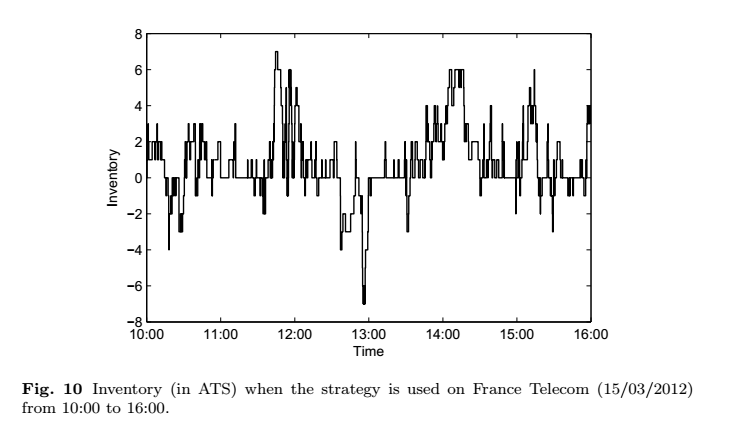 8
6
4
2
0
−2
−4
−6
−8
Inventory
10:00 11:00 12:00 13:00 14:00 15:00 16:00
Time
Fig. 10 Inventory (in ATS) when the strategy is used on France Telecom (15/03/2012)
from 10:00 to 16:00.